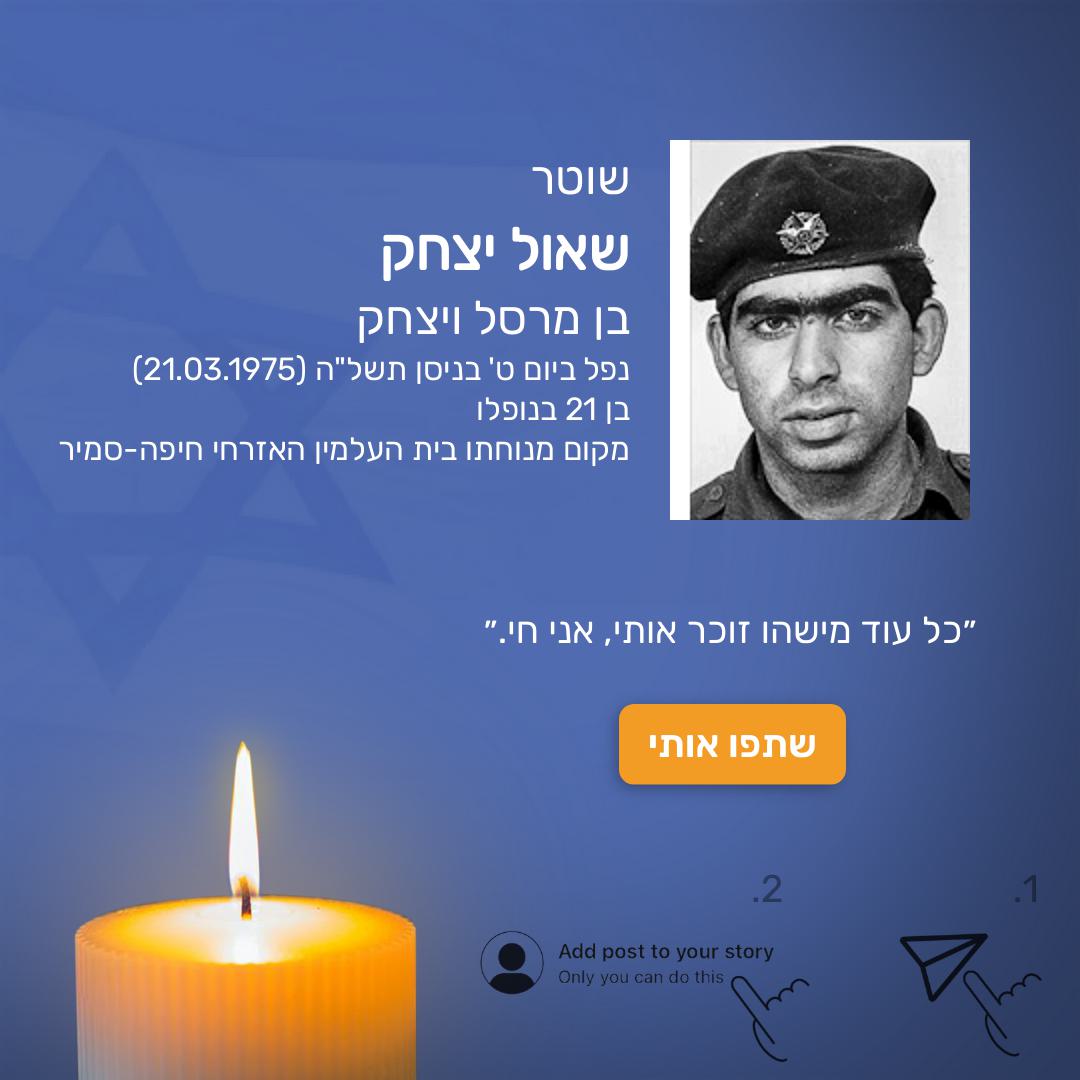 שוטר
שאול יצחק
בן מרסל ויצחק
נפל ביום ט' בניסן תשל"ה (21.03.1975)
בן 21 בנופלו
מקום מנוחתו בית העלמין האזרחי חיפה-סמיר
״כל עוד מישהו זוכר אותי, אני חי.״
שתפו אותי
1.
2.
Add post to your story
Only you can do this